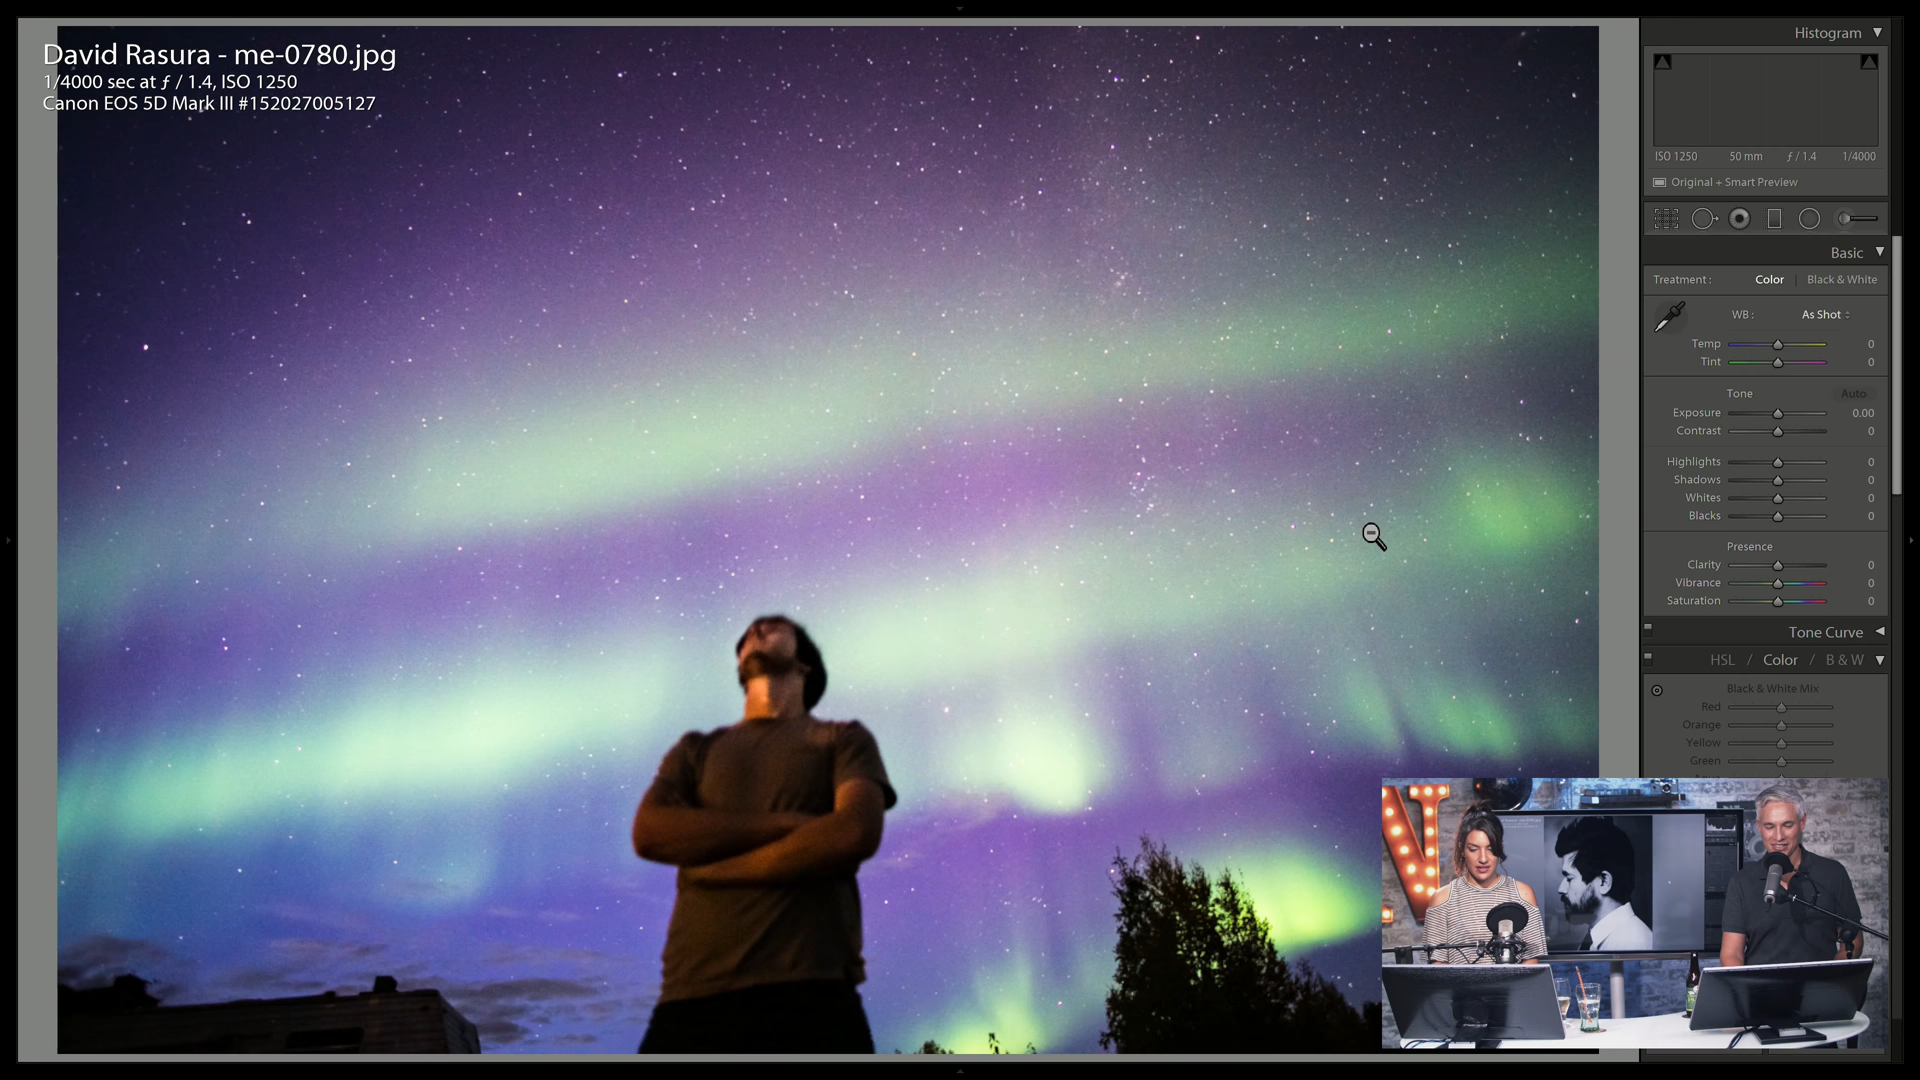 David Rasura - me-0780.jpg
1/4000 sec at ƒ / 1.4, ISO 1250
Canon EOS 5D Mark III #152027005127
Histogram
ISO 1250 50 mm ƒ / 1.4 1/4000
Original + Smart Preview
Basic
Treatment : Color | Black & White
WB : As Shot
Temp 0
Tint 0
Tone Auto
Exposure 0.00
Contrast 0
Highlights 0
Shadows 0
Whites 0
Blacks 0
Presence
Clarity 0
Vibrance 0
Saturation 0
Tone Curve
HSL / Color / B & W
Black & White Mix
Red
Orange
Yellow
Green